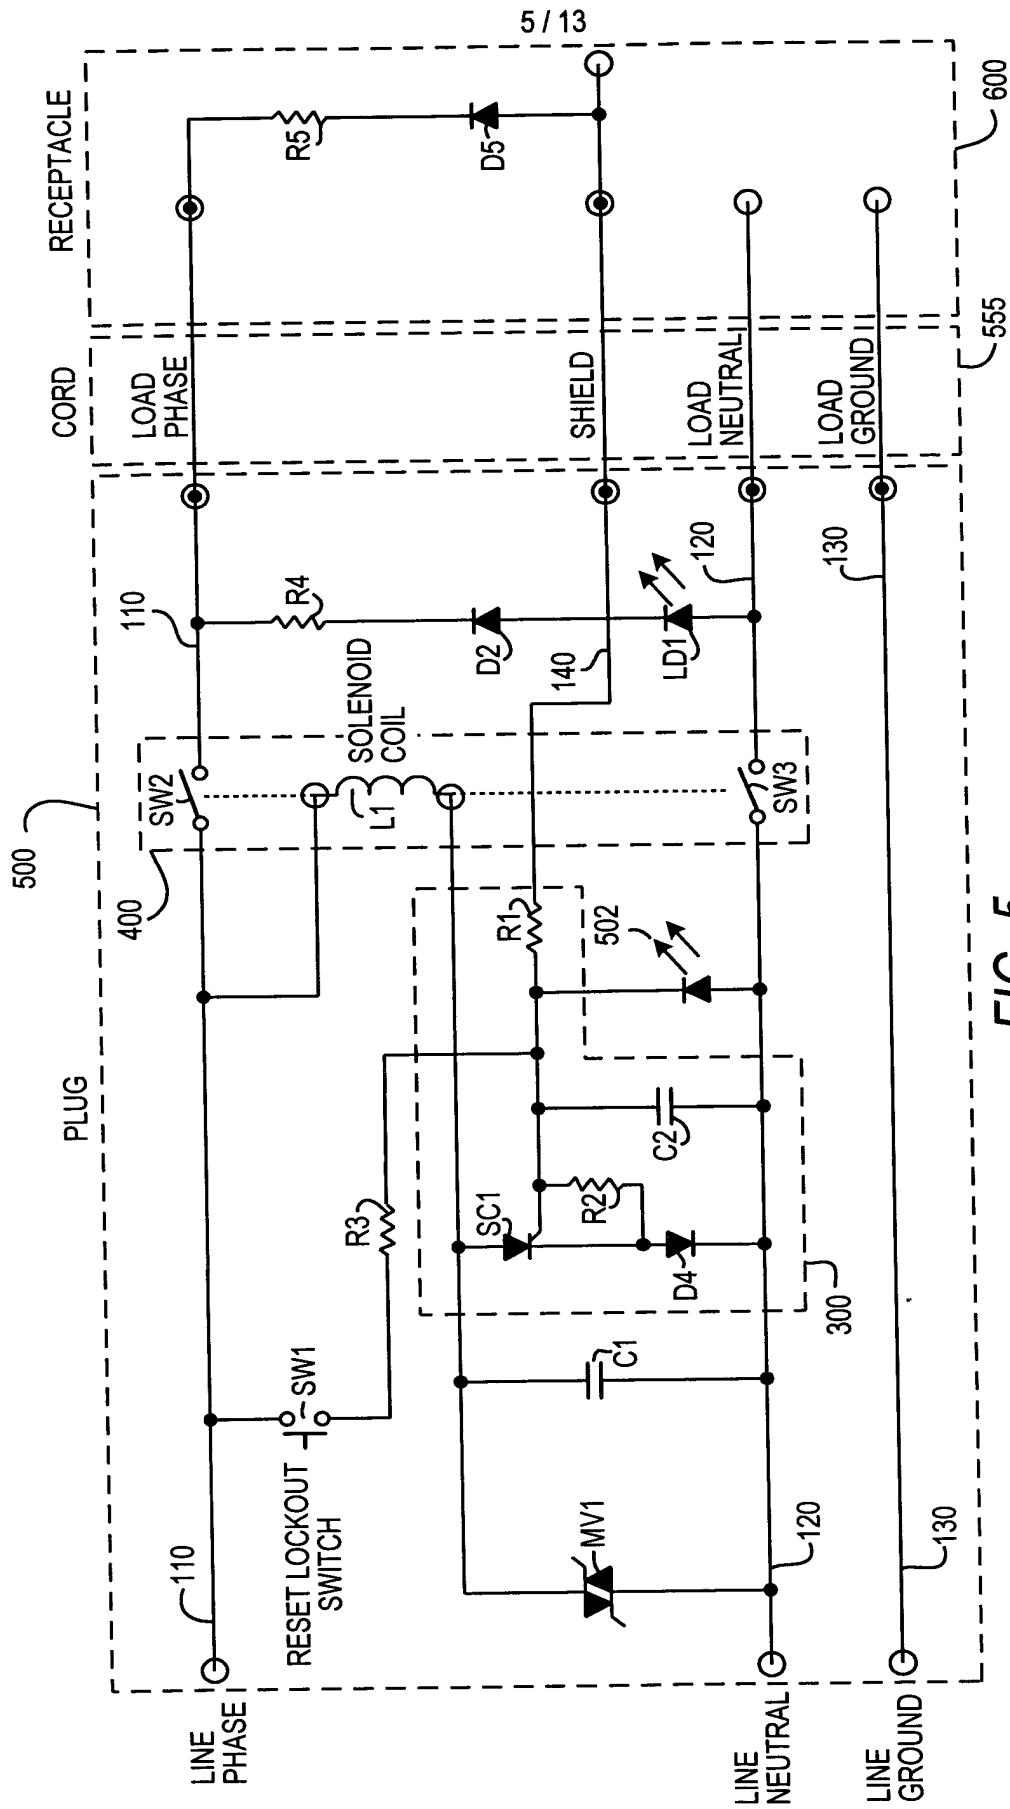 5 / 13
PLUG
CORD
RECEPTACLE
500
400
555
600
LINE
PHASE
110
RESET LOCKOUT
SWITCH
SW1
R3
SW2
SOLENOID
COIL
L1
110
R4
D2
LD1
LOAD
PHASE
R5
D5
SHIELD
140
MV1
C1
SC1
R2
D4
C2
R1
502
300
SW3
120
LOAD
NEUTRAL
LINE
NEUTRAL
120
LINE
GROUND
130
130
LOAD
GROUND
FIG. 5